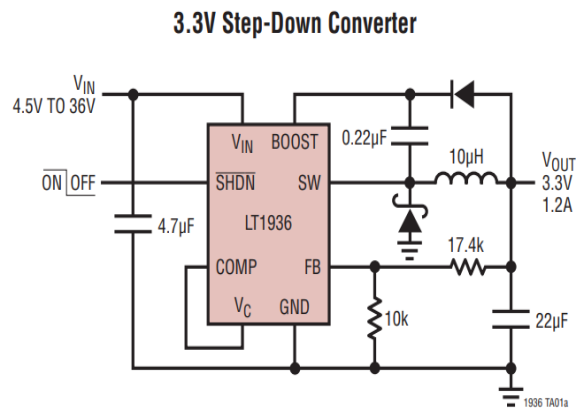 3.3V Step-Down Converter
VIN
4.5V TO 36V
VIN
BOOST
0.22µF
10µH
VOUT
3.3V
1.2A
ON OFF
SHDN
SW
4.7µF
LT1936
17.4k
COMP
FB
VC
GND
10k
22µF
1936 TA01a